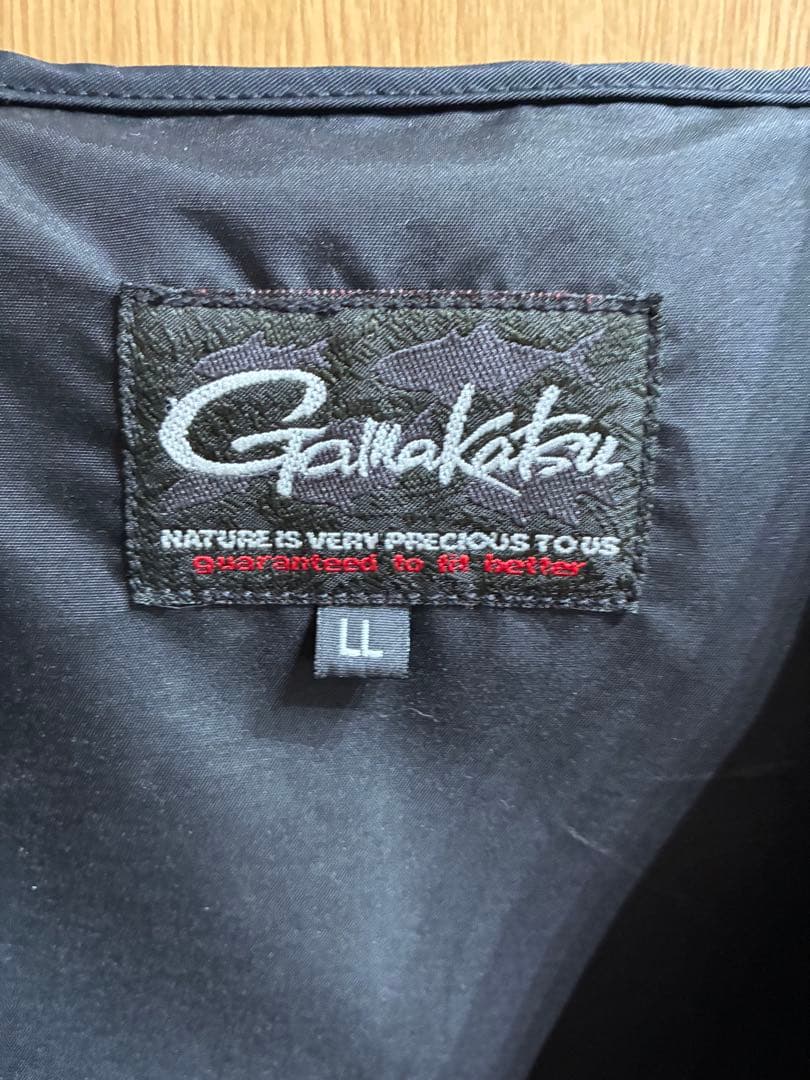 Gamakatsu
NATURE IS VERY PRECIOUS TO US
guaranteed to fit better
LL